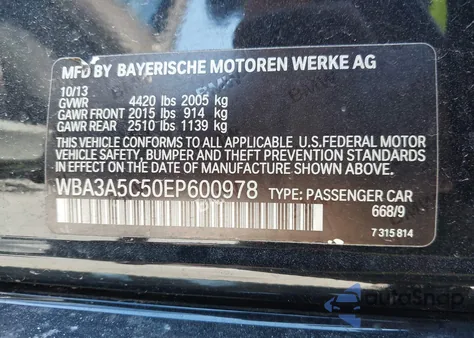 MFD BY BAYERISCHE MOTOREN WERKE AG
10/13
GVWR 4420 lbs 2005 kg
GAWR FRONT 2015 lbs 914 kg
GAWR REAR 2510 lbs 1139 kg
THIS VEHICLE CONFORMS TO ALL APPLICABLE U.S.FEDERAL MOTOR
VEHICLE SAFETY, BUMPER AND THEFT PREVENTION STANDARDS
IN EFFECT ON THE DATE OF MANUFACTURE SHOWN ABOVE.
WBA3A5C50EP600978 TYPE: PASSENGER CAR
668/9
7 315 814
autoSnap